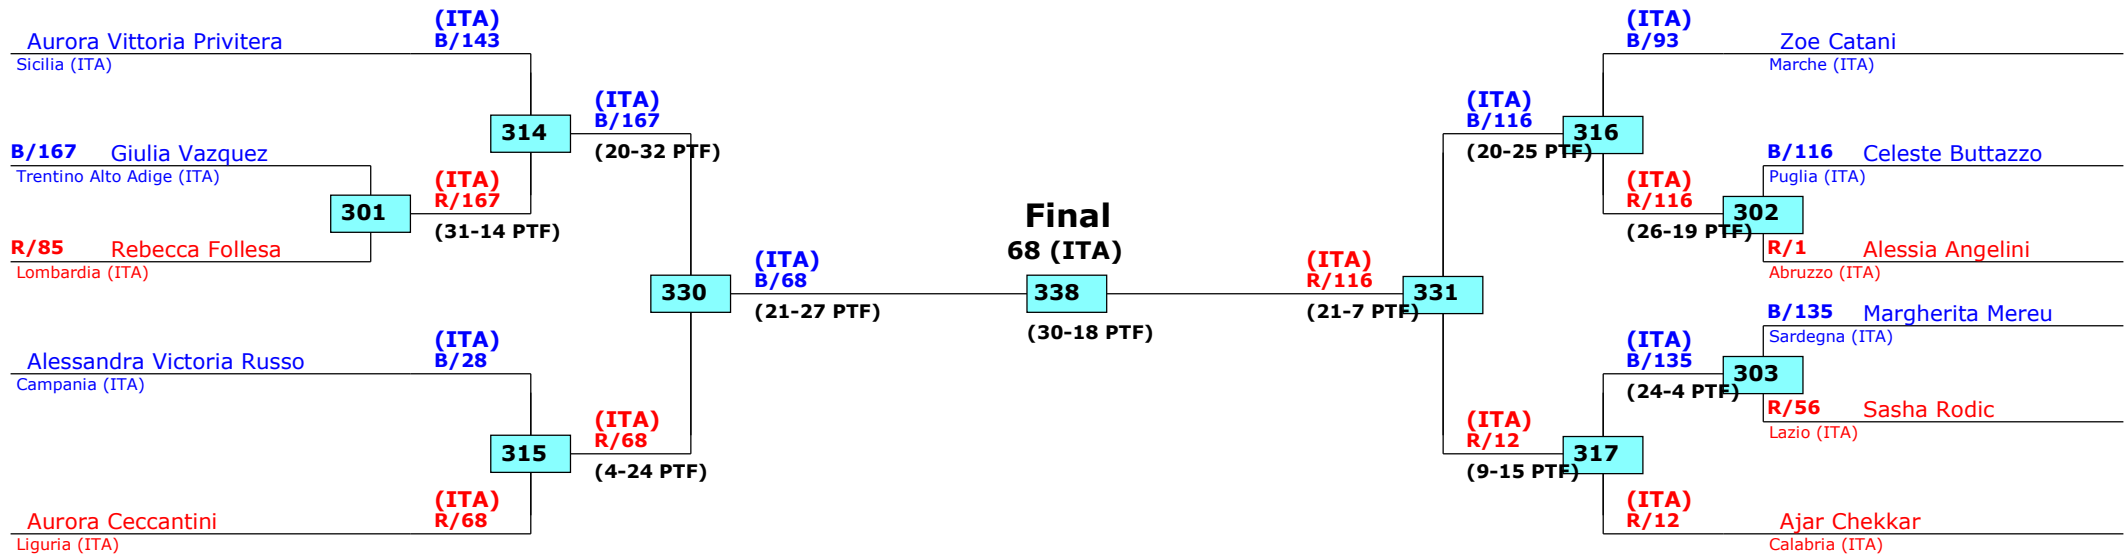 (ITA)
Aurora Vittoria Privitera B/143
Sicilia (ITA)
(ITA)
314 B/167
(20-32 PTF)
B/167 Giulia Vazquez
Trentino Alto Adige (ITA)
(ITA)
301 R/167
(31-14 PTF)
R/85 Rebecca Follesa
Lombardia (ITA)
(ITA)
330 B/68
(21-27 PTF)
(ITA)
Alessandra Victoria Russo B/28
Campania (ITA)
(ITA)
315 R/68
(4-24 PTF)
(ITA)
Aurora Ceccantini R/68
Liguria (ITA)
Final
68 (ITA)
338
(30-18 PTF)
(ITA)
B/93 Zoe Catani
Marche (ITA)
(ITA)
B/116 316
(20-25 PTF)
B/116 Celeste Buttazzo
Puglia (ITA)
(ITA)
R/116 302
(26-19 PTF)
R/1 Alessia Angelini
Abruzzo (ITA)
(ITA)
R/116 331
(21-7 PTF)
B/135 Margherita Mereu
Sardegna (ITA)
(ITA)
B/135 303
(24-4 PTF)
R/56 Sasha Rodic
Lazio (ITA)
(ITA)
R/12 317
(9-15 PTF)
(ITA)
R/12 Ajar Chekkar
Calabria (ITA)